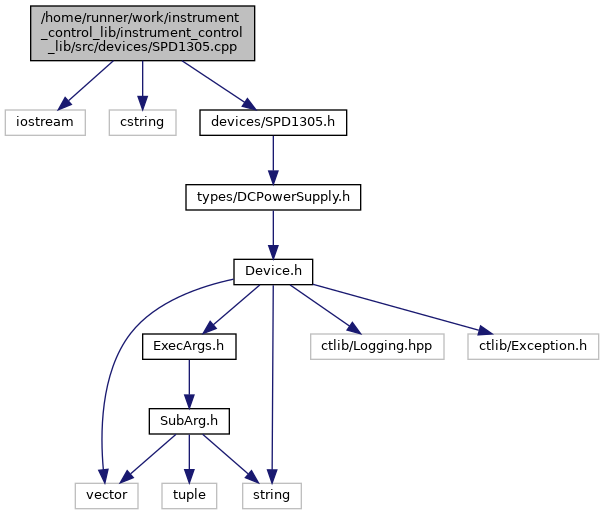 /home/runner/work/instrument
_control_lib/instrument_control
_lib/src/devices/SPD1305.cpp
iostream
cstring
devices/SPD1305.h
types/DCPowerSupply.h
Device.h
ExecArgs.h
ctlib/Logging.hpp
ctlib/Exception.h
SubArg.h
vector
tuple
string